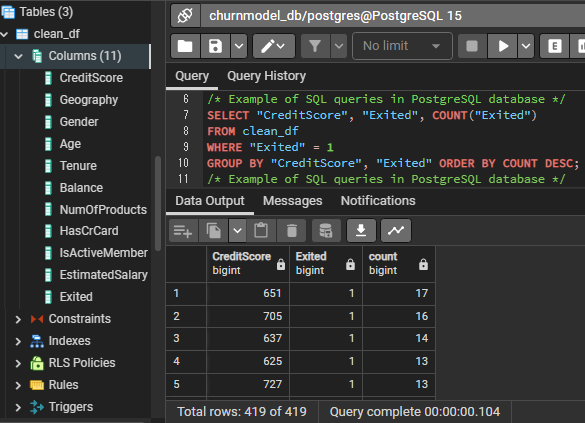 Tables (3)
clean_df
Columns (11)
CreditScore
Geography
Gender
Age
Tenure
Balance
NumOfProducts
HasCrCard
IsActiveMember
EstimatedSalary
Exited
Constraints
Indexes
RLS Policies
Rules
Triggers
churnmodel_db/postgres@PostgreSQL 15
No limit
E
Query Query History
6 /* Example of SQL queries in PostgreSQL database */
7 SELECT "CreditScore", "Exited", COUNT("Exited")
8 FROM clean_df
9 WHERE "Exited" = 1
10 GROUP BY "CreditScore", "Exited" ORDER BY COUNT DESC;
11 /* Example of SQL queries in PostgreSQL database */
Data Output Messages Notifications
CreditScore Exited count
bigint bigint bigint
1 651 1 17
2 705 1 16
3 637 1 14
4 625 1 13
5 727 1 13
Total rows: 419 of 419 Query complete 00:00:00.104